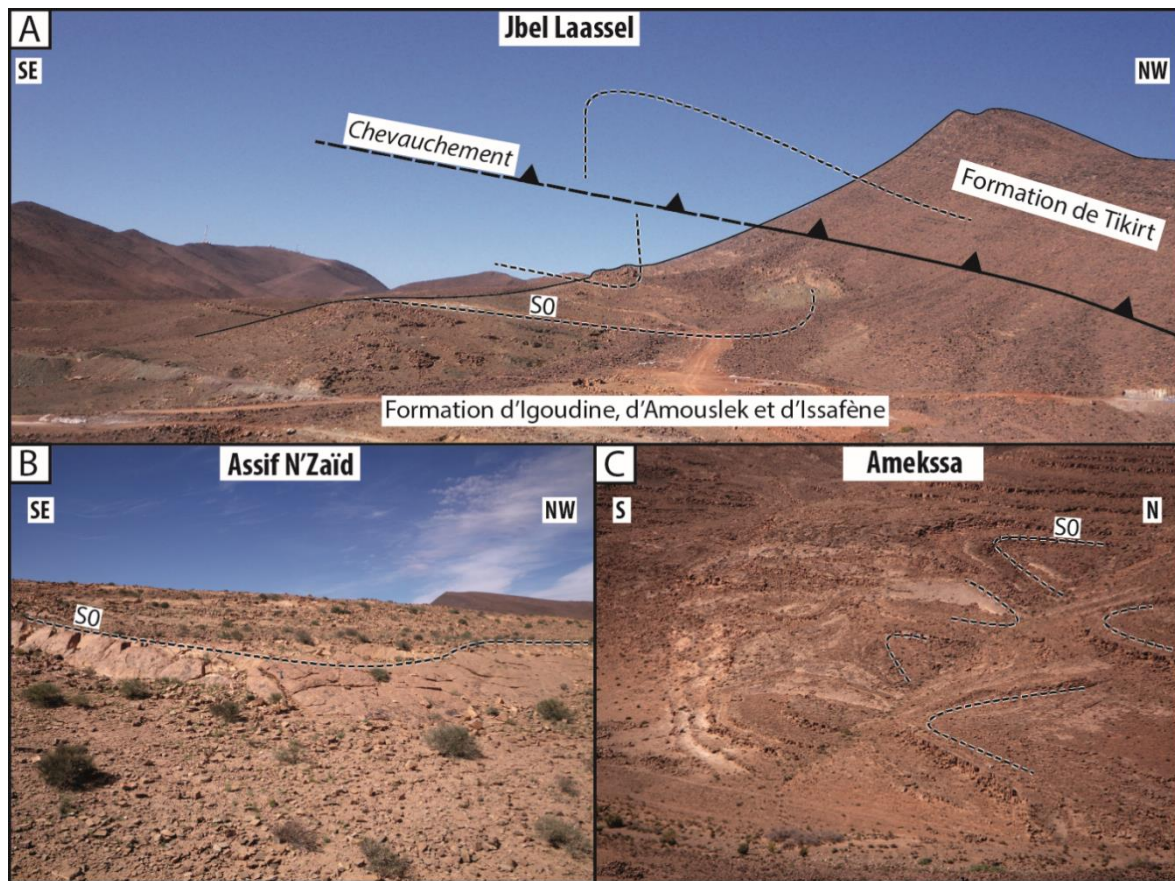 A
Jbel Laassel
SE
NW
Chevauchement
Formation de Tikirt
S0
Formation d'Igoudine, d'Amouslek et d'Issafène
B
Assif N'Zaïd
SE
NW
S0
C
Amekssa
S
N
S0